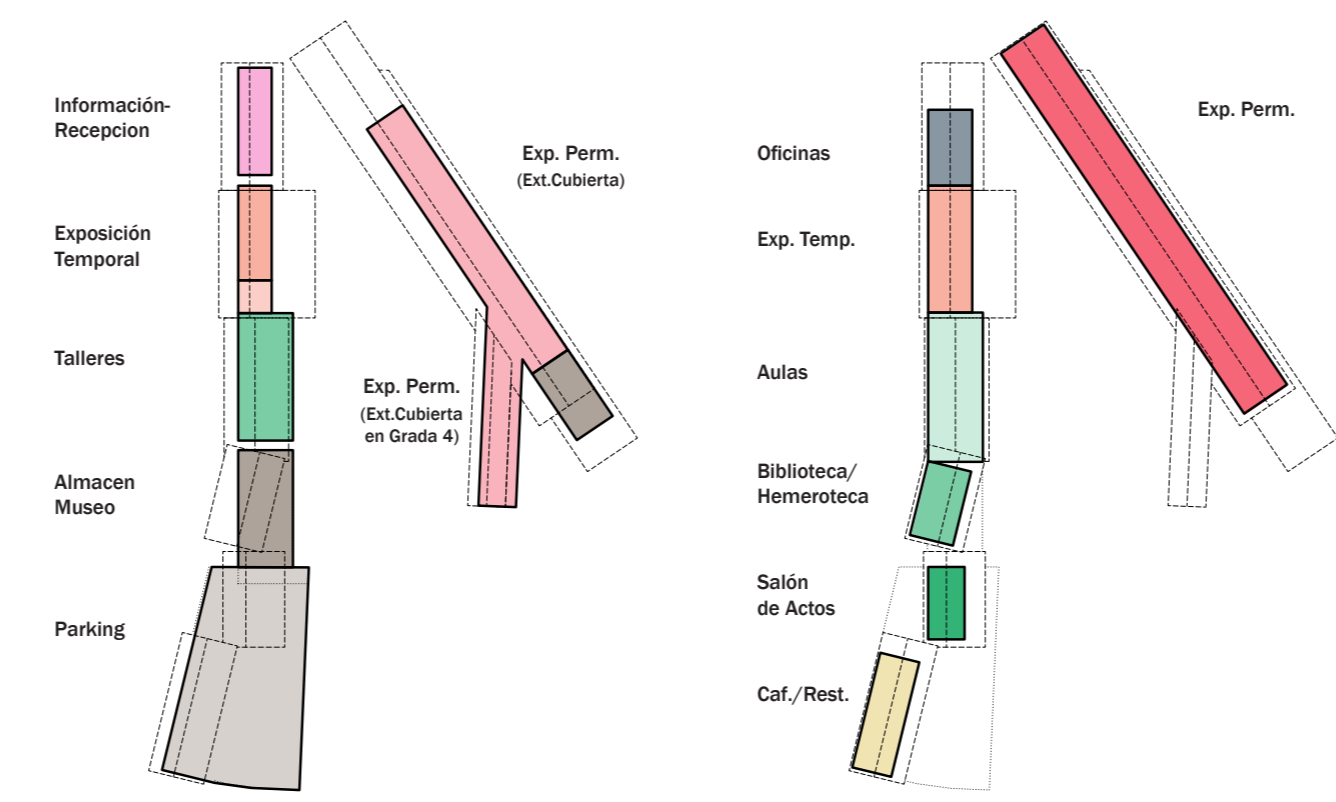 Información-
Recepcion
Exposición
Temporal
Talleres
Almacen
Museo
Parking
Exp. Perm.
(Ext.Cubierta)
Exp. Perm.
(Ext.Cubierta
en Grada 4)
Oficinas
Exp. Temp.
Aulas
Biblioteca/
Hemeroteca
Salón
de Actos
Caf./Rest.
Exp. Perm.